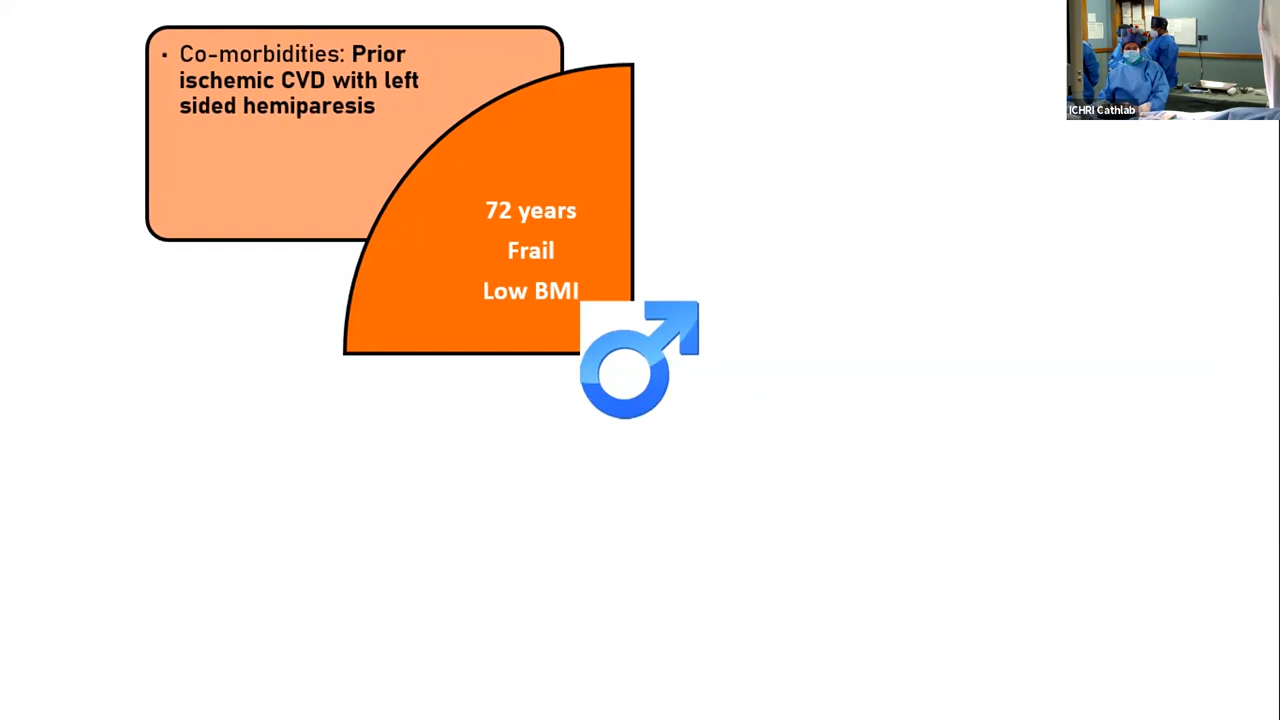 ▪ Co-morbidities: Prior
ischemic CVD with left
sided hemiparesis
72 years
Frail
Low BMI
ICHRI Cathlab